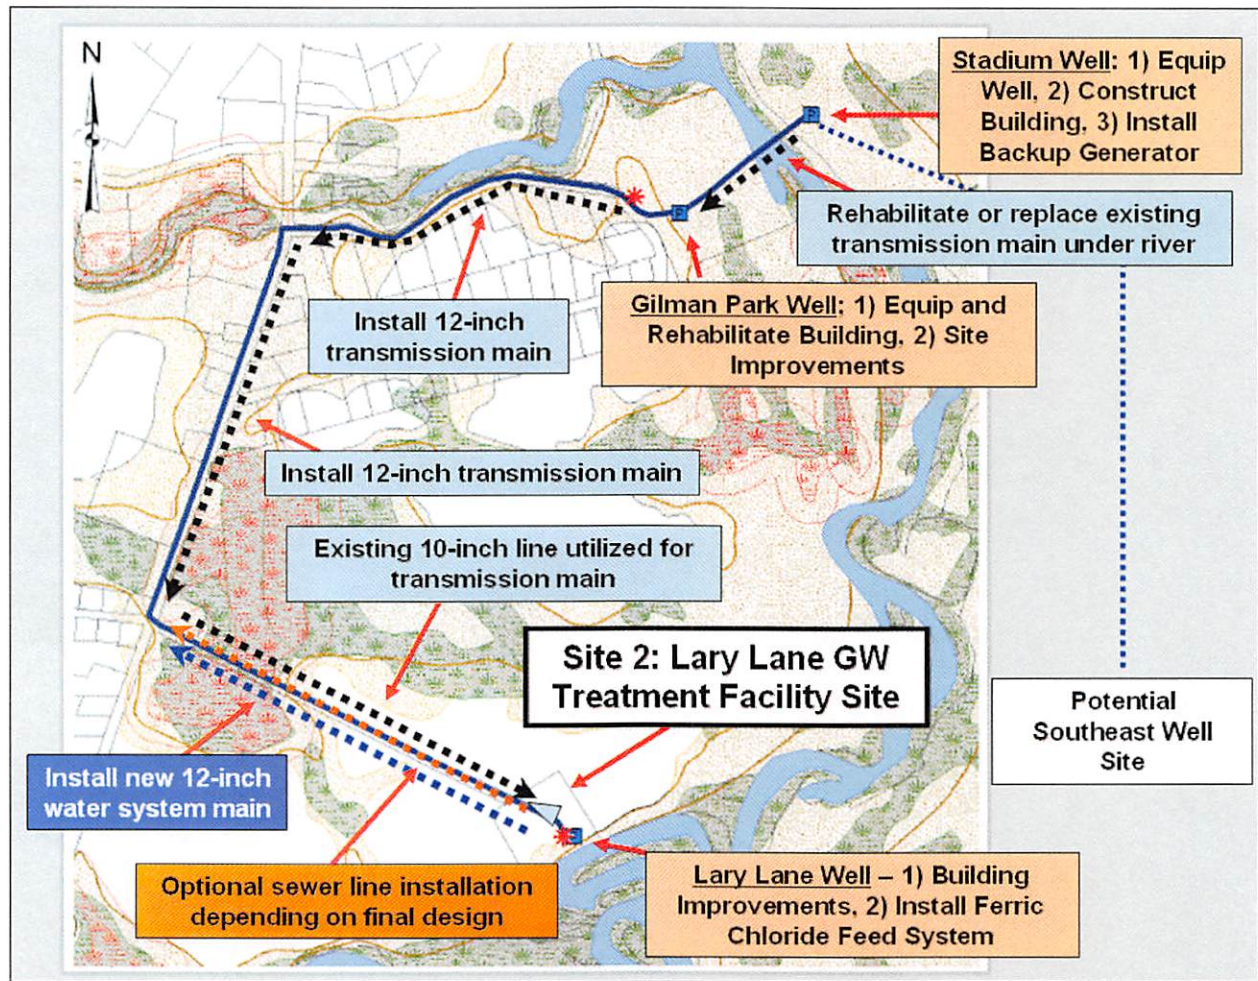 N
Stadium Well: 1) Equip
Well, 2) Construct
Building, 3) Install
Backup Generator
P
Rehabilitate or replace existing
transmission main under river
P
Install 12-inch
transmission main
Gilman Park Well; 1) Equip and
Rehabilitate Building, 2) Site
Improvements
Install 12-inch transmission main
Existing 10-inch line utilized for
transmission main
Site 2: Lary Lane GW
Treatment Facility Site
Potential
Southeast Well
Site
Install new 12-inch
water system main
Optional sewer line installation
depending on final design
Lary Lane Well – 1) Building
Improvements, 2) Install Ferric
Chloride Feed System